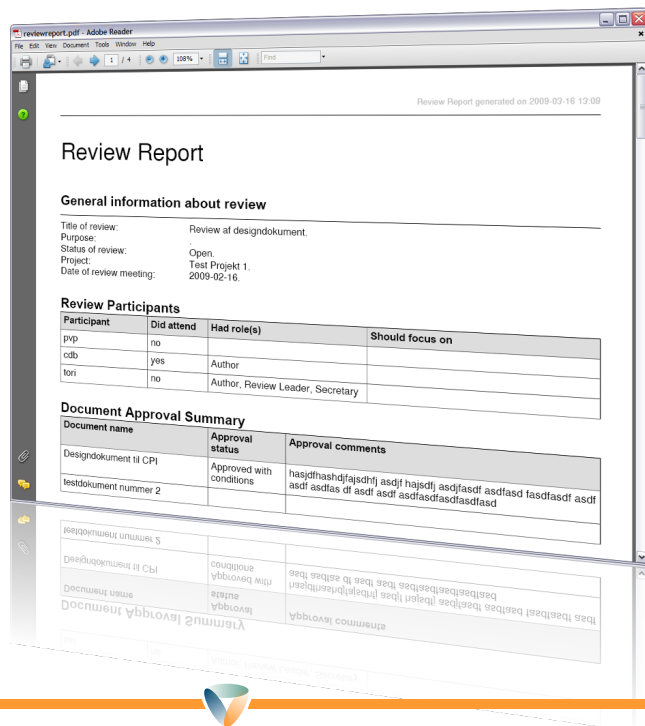 reviewreport.pdf - Adobe Reader
File Edit View Document Tools Window Help
1 / 4 108% Find
Review Report generated on 2009-03-16 13:08
Review Report
General information about review
Title of review: Review af designdokument.
Purpose: .
Status of review: Open.
Project: Test Projekt 1.
Date of review meeting: 2009-02-16.
Review Participants
Participant Did attend Had role(s) Should focus on
pvp no
cdb yes Author
tori no Author, Review Leader, Secretary
Document Approval Summary
Document name Approval status Approval comments
Designdokument til CPI Approved with conditions
hasjdfhashdjfajsdhfj asdjf hajsdfj asdjfasdf asdfasd fasdfasdf asdf
asdf asdfas df asdf asdf asdfasdfasdfasdfasd
testdokument nummer 2